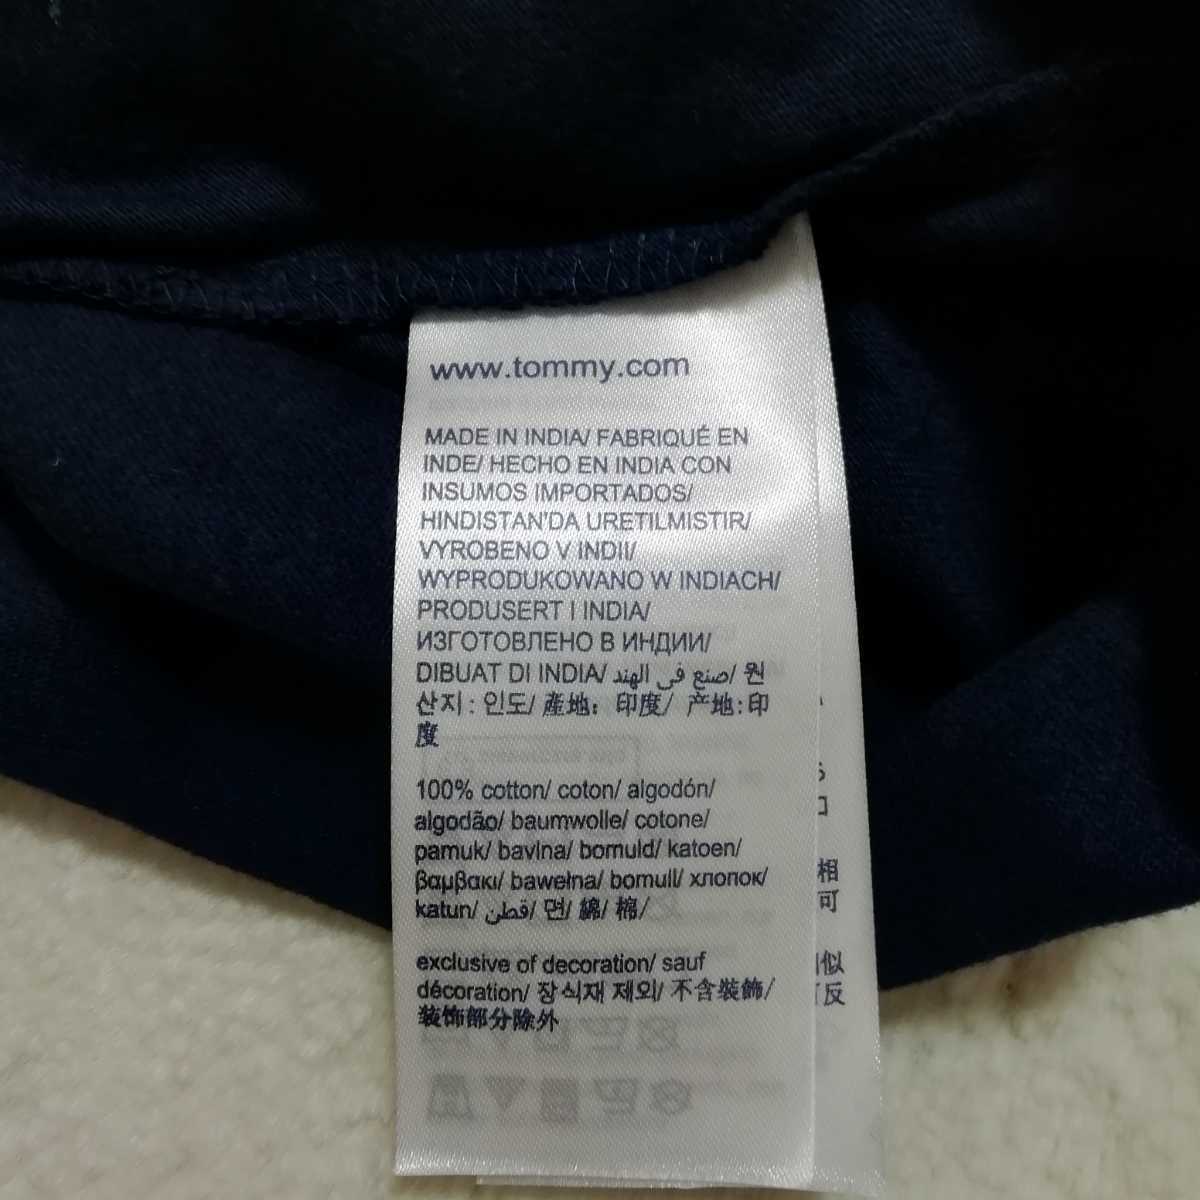 www.tommy.com
MADE IN INDIA/ FABRIQUÉ EN
INDE/ HECHO EN INDIA CON
INSUMOS IMPORTADOS/
HINDISTAN'DA URETILMISTIR/
VYROBENO V INDII/
WYPRODUKOWANO W INDIACH/
PRODUSERT I INDIA/
ИЗГОТОВЛЕНО В ИНДИИ/
DIBUAT DI INDIA/ صنع في الهند/ 원
산지: 인도/ 產地: 印度/ 产地:印
度
100% cotton/ coton/ algodón/
algodão/ baumwolle/ cotone/
pamuk/ bavlna/ bomuld/ katoen/
βαμβακι/ bawełna/ bomull/ хлопок/
katun/ قطن/ 면/ 綿/ 棉/
exclusive of decoration/ sauf
décoration/ 장식재 제외/ 不含裝飾/
装饰部分除外
相
可
似
反